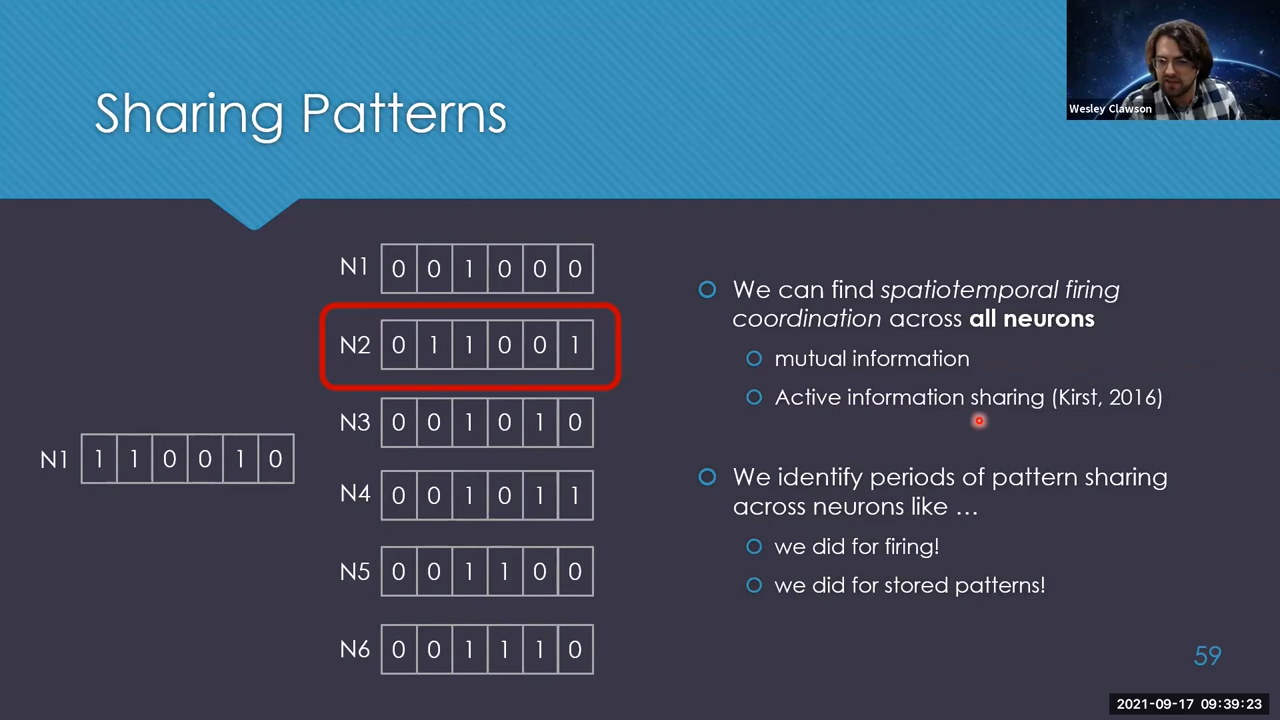 Wesley Clawson
Sharing Patterns
N1 1 1 0 0 1 0
N1 0 0 1 0 0 0
N2 0 1 1 0 0 1
N3 0 0 1 0 1 0
N4 0 0 1 0 1 1
N5 0 0 1 1 0 0
N6 0 0 1 1 1 0
We can find spatiotemporal firing
coordination across all neurons
mutual information
Active information sharing (Kirst, 2016)
We identify periods of pattern sharing
across neurons like …
we did for firing!
we did for stored patterns!
59
2021-09-17 09:39:23